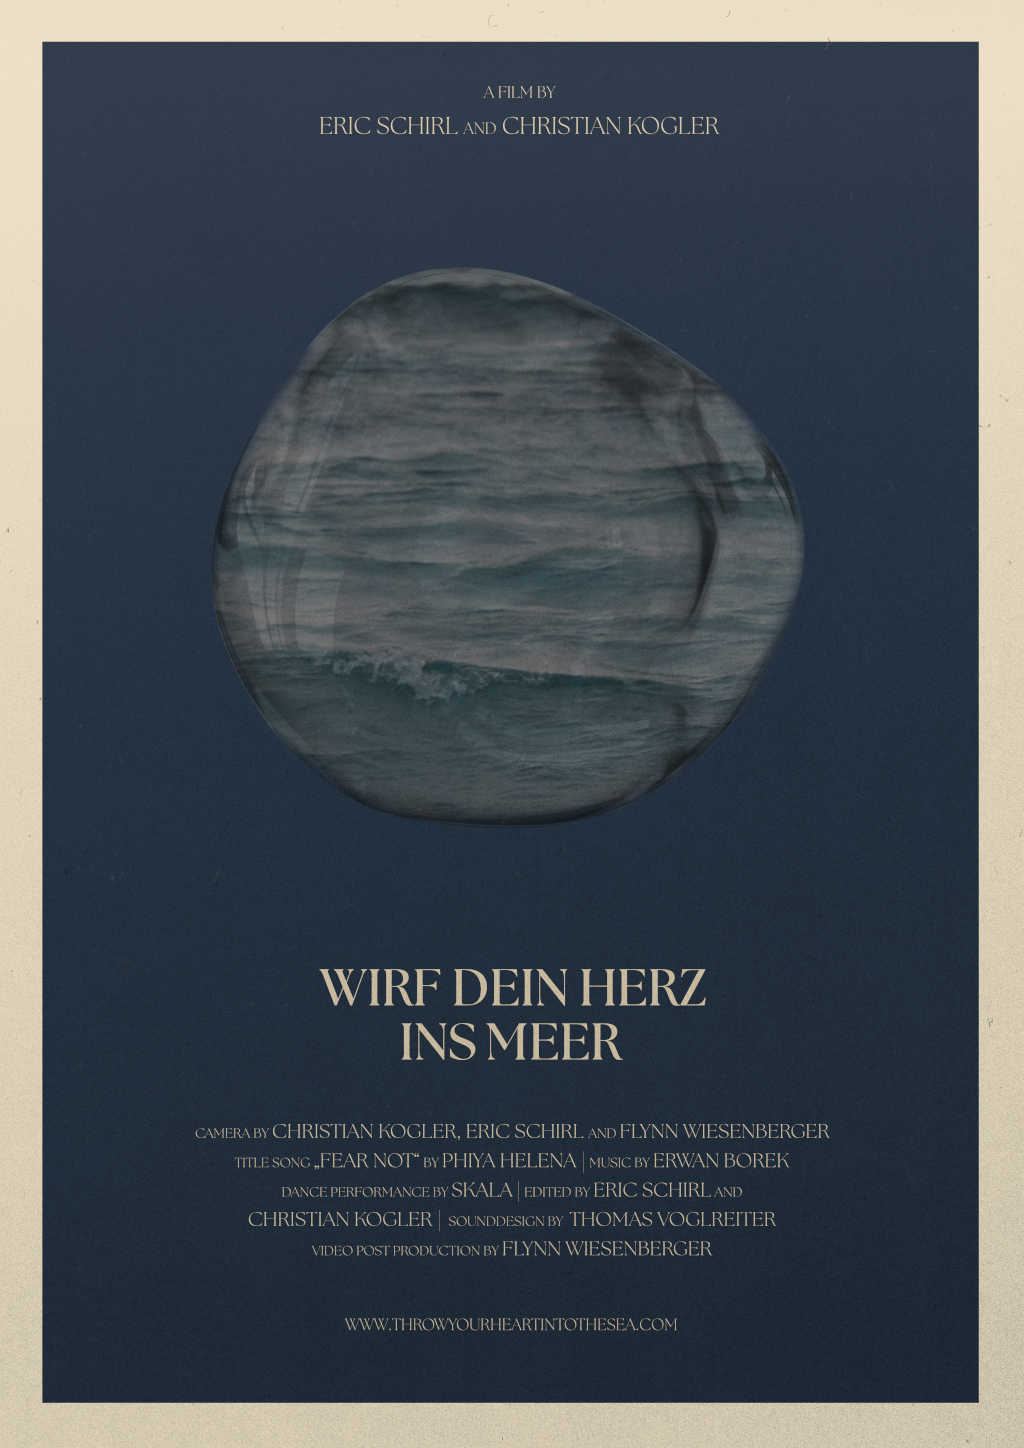 A FILM BY
ERIC SCHIRL AND CHRISTIAN KOGLER
WIRF DEIN HERZ
INS MEER
CAMERA BY CHRISTIAN KOGLER, ERIC SCHIRL AND FLYNN WIESENBERGER
TITLE SONG „FEAR NOT“ BY PHIYA HELENA | MUSIC BY ERWAN BOREK
DANCE PERFORMANCE BY SKALA | EDITED BY ERIC SCHIRL AND
CHRISTIAN KOGLER | SOUNDDESIGN BY THOMAS VOGLREITER
VIDEO POST PRODUCTION BY FLYNN WIESENBERGER
WWW.THROWYOURHEARTINTOTHESEA.COM